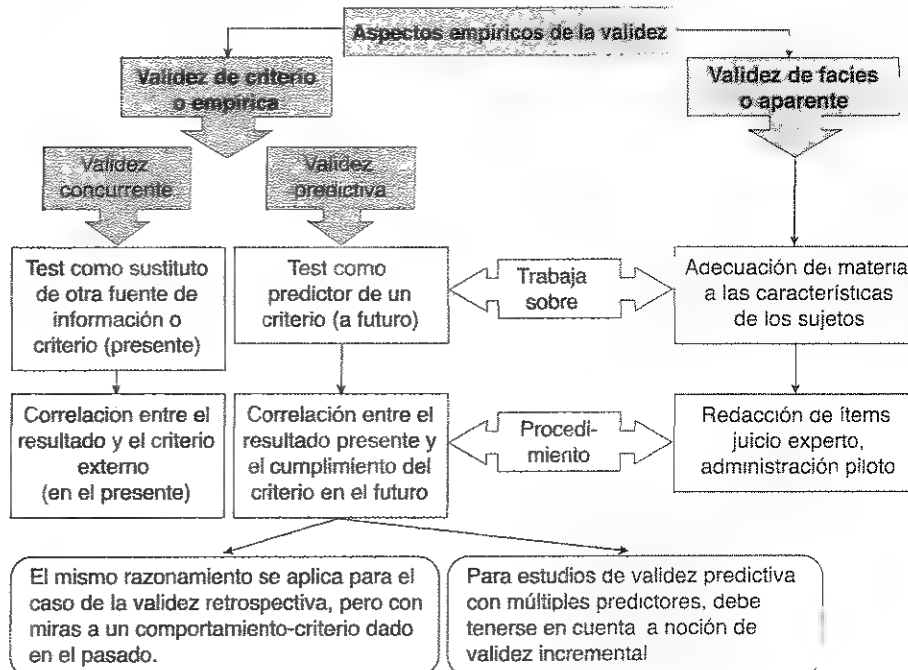 Aspectos empíricos de la validez
Validez de criterio
o empírica
Validez de facies
o aparente
Validez
concurrente
Validez
predictiva
Test como sustituto
de otra fuente de
información o
criterio (presente)
Test como
predictor de un
criterio (a futuro)
Trabaja
sobre
Adecuación del material
a las características
de los sujetos
Correlación entre el
resultado y el criterio
externo
(en el presente)
Correlación entre el
resultado presente y
el cumplimiento del
criterio en el futuro
Procedi-
miento
Redacción de ítems
juicio experto,
administración piloto
El mismo razonamiento se aplica para el
caso de la validez retrospectiva, pero con
miras a un comportamiento-criterio dado
en el pasado.
Para estudios de validez predictiva
con múltiples predictores, debe
tenerse en cuenta a noción de
validez incremental